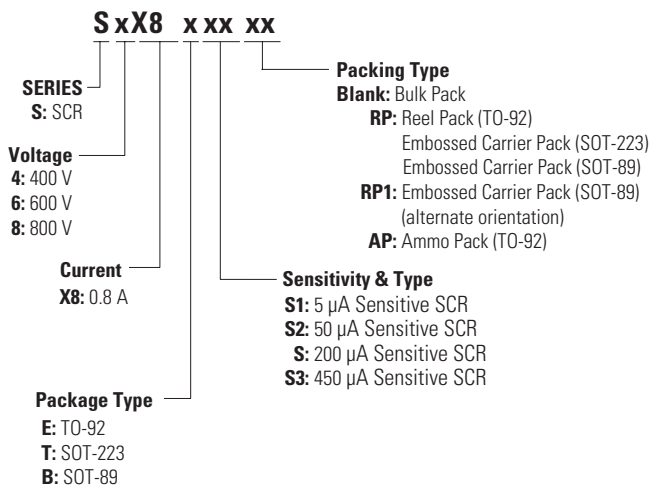 S xX8 x xx xx
SERIES
S: SCR
Voltage
4: 400 V
6: 600 V
8: 800 V
Current
X8: 0.8 A
Package Type
E: TO-92
T: SOT-223
B: SOT-89
Packing Type
Blank: Bulk Pack
RP: Reel Pack (TO-92)
Embossed Carrier Pack (SOT-223)
Embossed Carrier Pack (SOT-89)
RP1: Embossed Carrier Pack (SOT-89)
(alternate orientation)
AP: Ammo Pack (TO-92)
Sensitivity & Type
S1: 5 µA Sensitive SCR
S2: 50 µA Sensitive SCR
S: 200 µA Sensitive SCR
S3: 450 µA Sensitive SCR